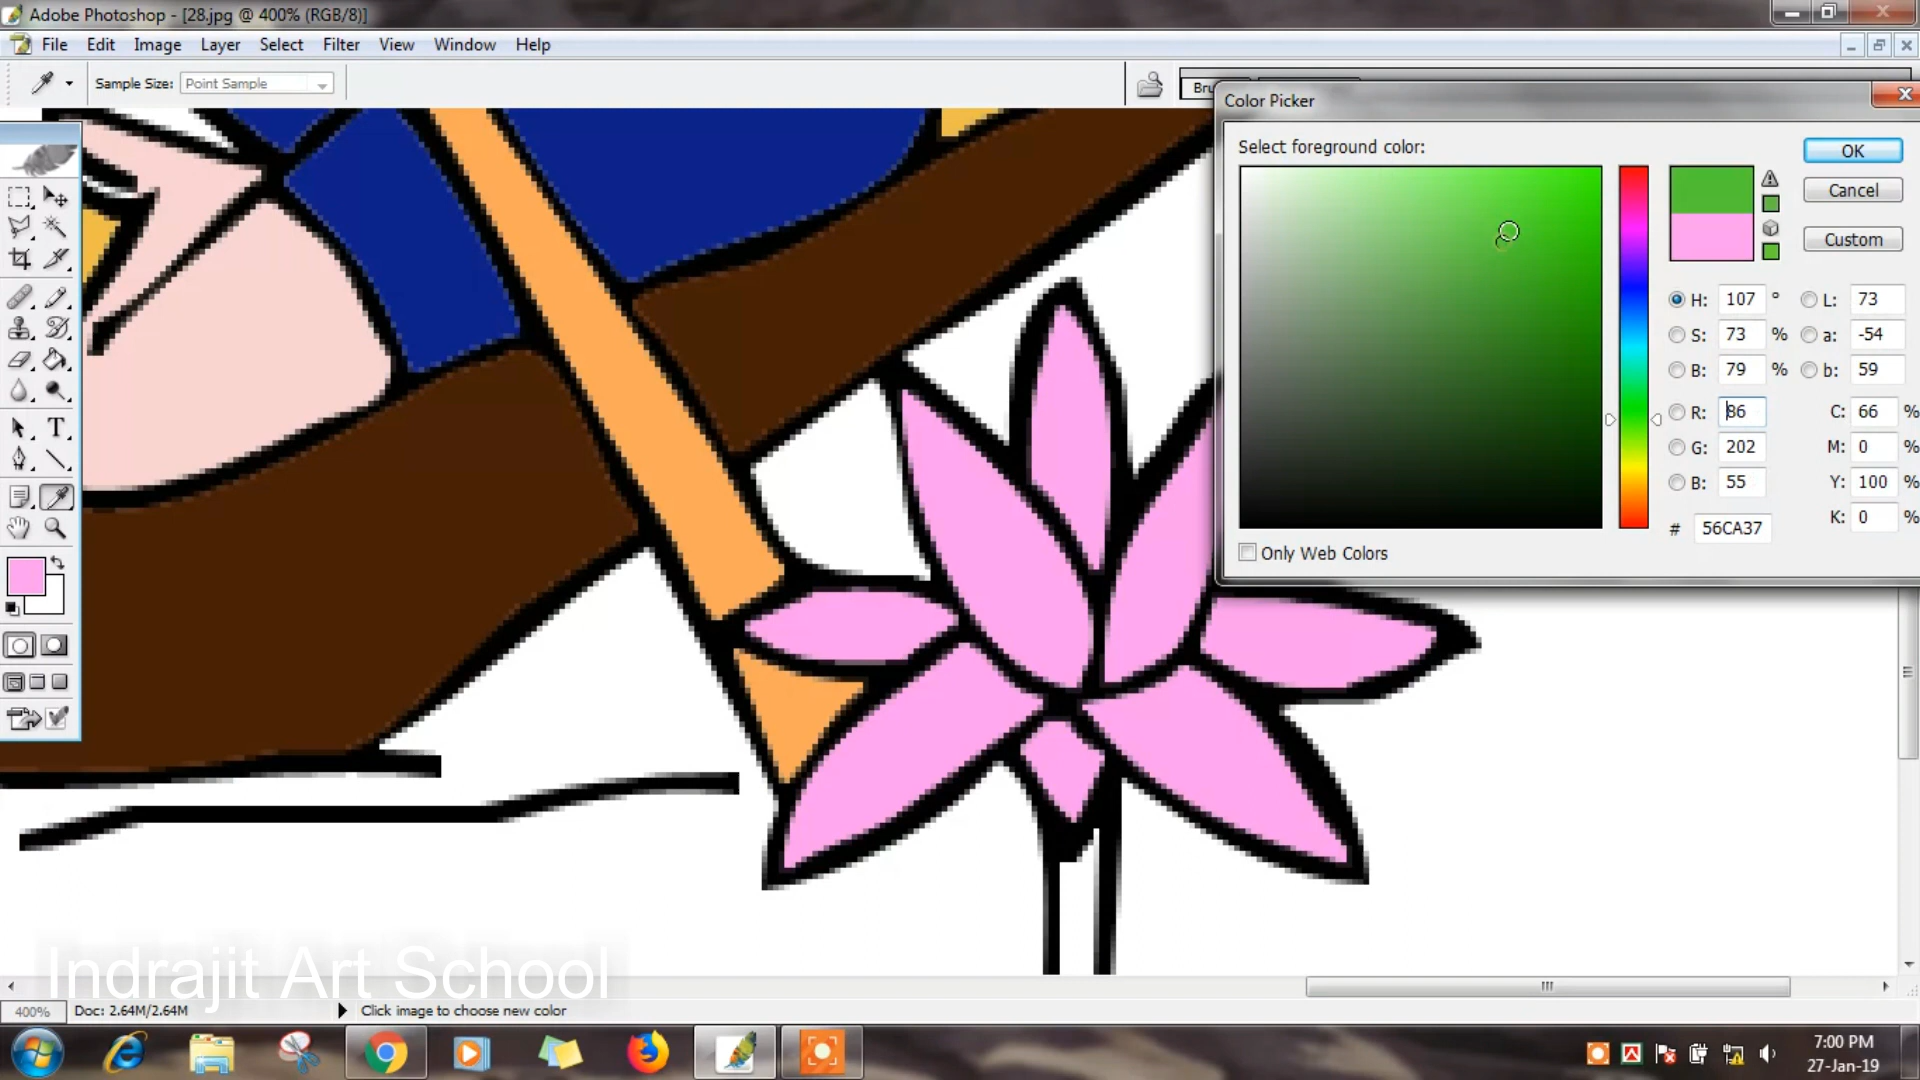 Adobe Photoshop - [28.jpg @ 400% (RGB/8)]
File Edit Image Layer Select Filter View Window Help
Sample Size: Point Sample
Color Picker
Select foreground color:
OK
Cancel
Custom
H: 107 °
S: 73 %
B: 79 %
R: 86
G: 202
B: 55
# 56CA37
L: 73
a: -54
b: 59
C: 66 %
M: 0 %
Y: 100 %
K: 0 %
Only Web Colors
T
Indrajit Art School
400% Doc: 2.64M/2.64M Click image to choose new color
7:00 PM
27-Jan-19